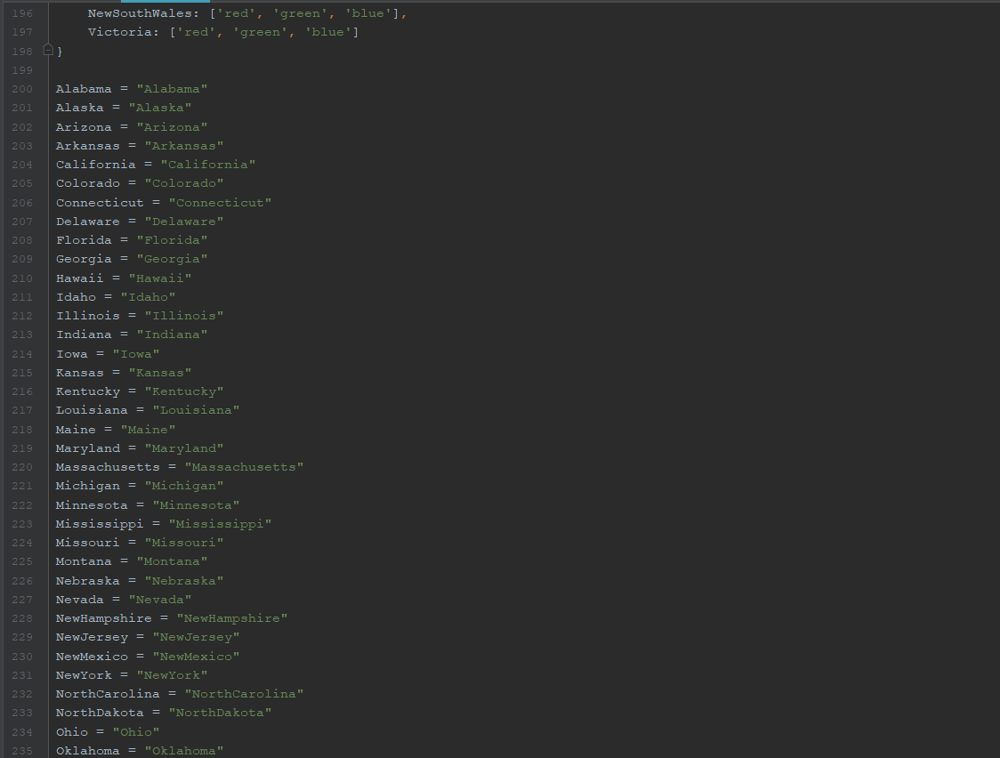 196 NewSouthWales: ['red', 'green', 'blue'],
197 Victoria: ['red', 'green', 'blue']
198 }
199
200 Alabama = "Alabama"
201 Alaska = "Alaska"
202 Arizona = "Arizona"
203 Arkansas = "Arkansas"
204 California = "California"
205 Colorado = "Colorado"
206 Connecticut = "Connecticut"
207 Delaware = "Delaware"
208 Florida = "Florida"
209 Georgia = "Georgia"
210 Hawaii = "Hawaii"
211 Idaho = "Idaho"
212 Illinois = "Illinois"
213 Indiana = "Indiana"
214 Iowa = "Iowa"
215 Kansas = "Kansas"
216 Kentucky = "Kentucky"
217 Louisiana = "Louisiana"
218 Maine = "Maine"
219 Maryland = "Maryland"
220 Massachusetts = "Massachusetts"
221 Michigan = "Michigan"
222 Minnesota = "Minnesota"
223 Mississippi = "Mississippi"
224 Missouri = "Missouri"
225 Montana = "Montana"
226 Nebraska = "Nebraska"
227 Nevada = "Nevada"
228 NewHampshire = "NewHampshire"
229 NewJersey = "NewJersey"
230 NewMexico = "NewMexico"
231 NewYork = "NewYork"
232 NorthCarolina = "NorthCarolina"
233 NorthDakota = "NorthDakota"
234 Ohio = "Ohio"
235 Oklahoma = "Oklahoma"